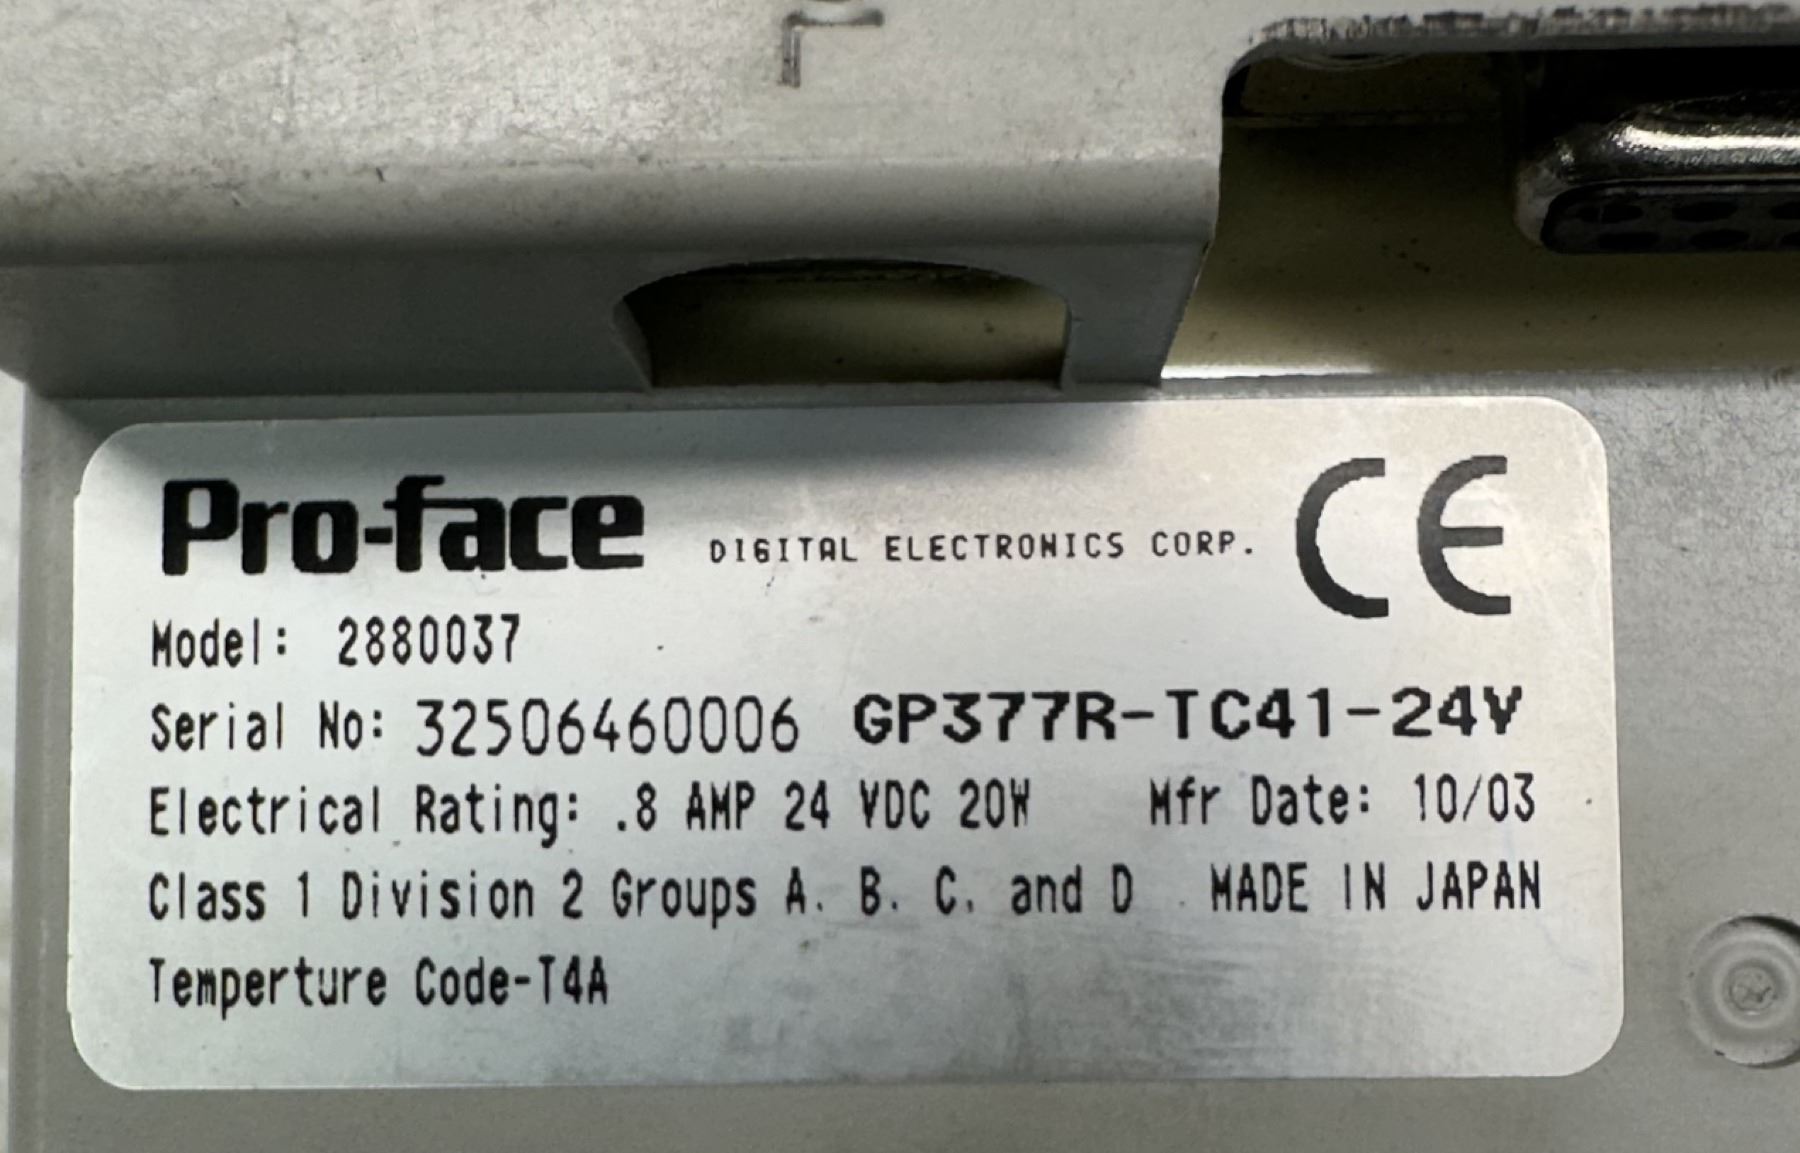 Pro-face DIGITAL ELECTRONICS CORP. CE
Model: 2880037
Serial No: 32506460006 GP377R-TC41-24V
Electrical Rating: .8 AMP 24 VDC 20W Mfr Date: 10/03
Class 1 Division 2 Groups A. B. C. and D MADE IN JAPAN
Temperture Code-T4A